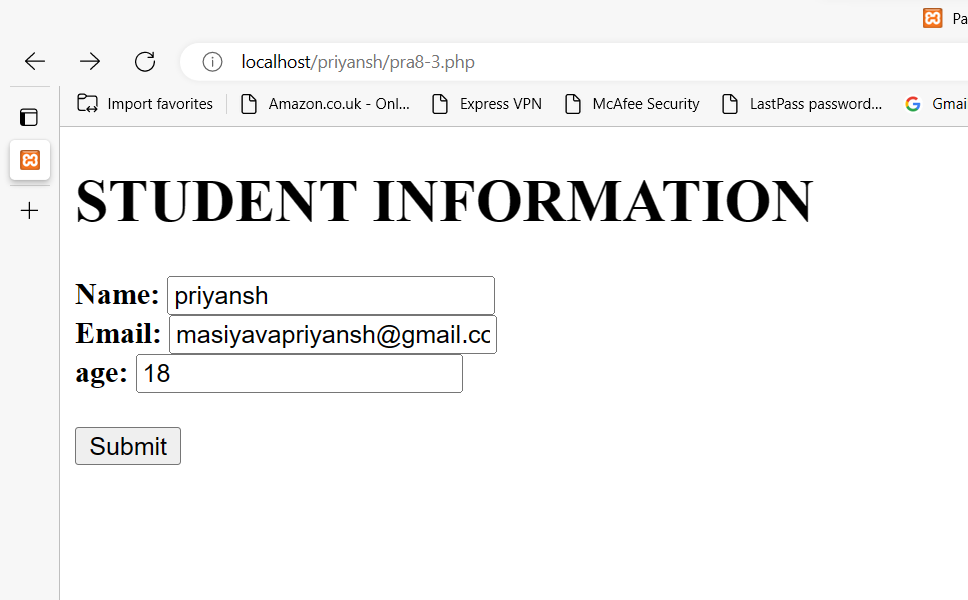 Pa
localhost/priyansh/pra8-3.php
Import favorites Amazon.co.uk - Onl... Express VPN McAfee Security LastPass password... Gmai
STUDENT INFORMATION
Name: priyansh
Email: masiyavapriyansh@gmail.co
age: 18
Submit